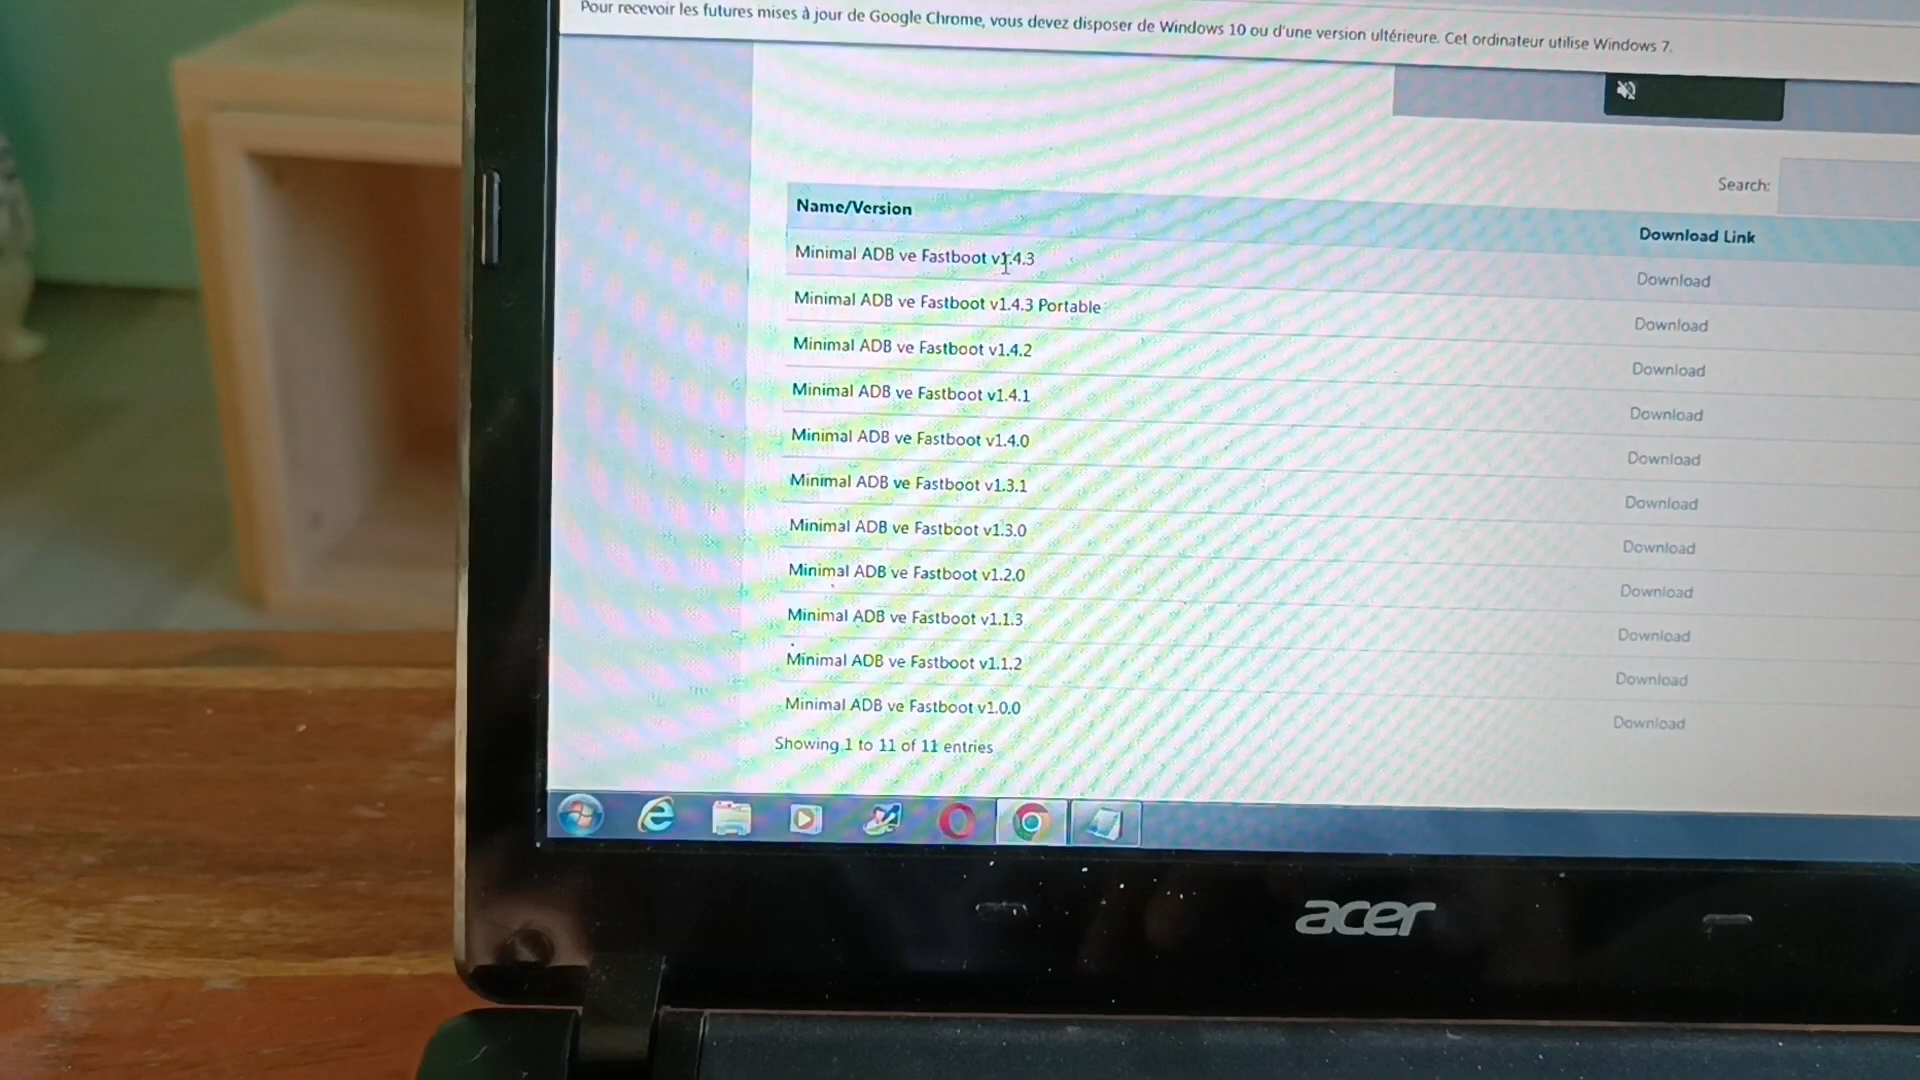 Pour recevoir les futures mises à jour de Google Chrome, vous devez disposer de Windows 10 ou d'une version ultérieure. Cet ordinateur utilise Windows 7.
Search:
Name/Version Download Link
Minimal ADB ve Fastboot v1.4.3 Download
Minimal ADB ve Fastboot v1.4.3 Portable Download
Minimal ADB ve Fastboot v1.4.2 Download
Minimal ADB ve Fastboot v1.4.1 Download
Minimal ADB ve Fastboot v1.4.0 Download
Minimal ADB ve Fastboot v1.3.1 Download
Minimal ADB ve Fastboot v1.3.0 Download
Minimal ADB ve Fastboot v1.2.0 Download
Minimal ADB ve Fastboot v1.1.3 Download
Minimal ADB ve Fastboot v1.1.2 Download
Minimal ADB ve Fastboot v1.0.0 Download
Showing 1 to 11 of 11 entries
acer